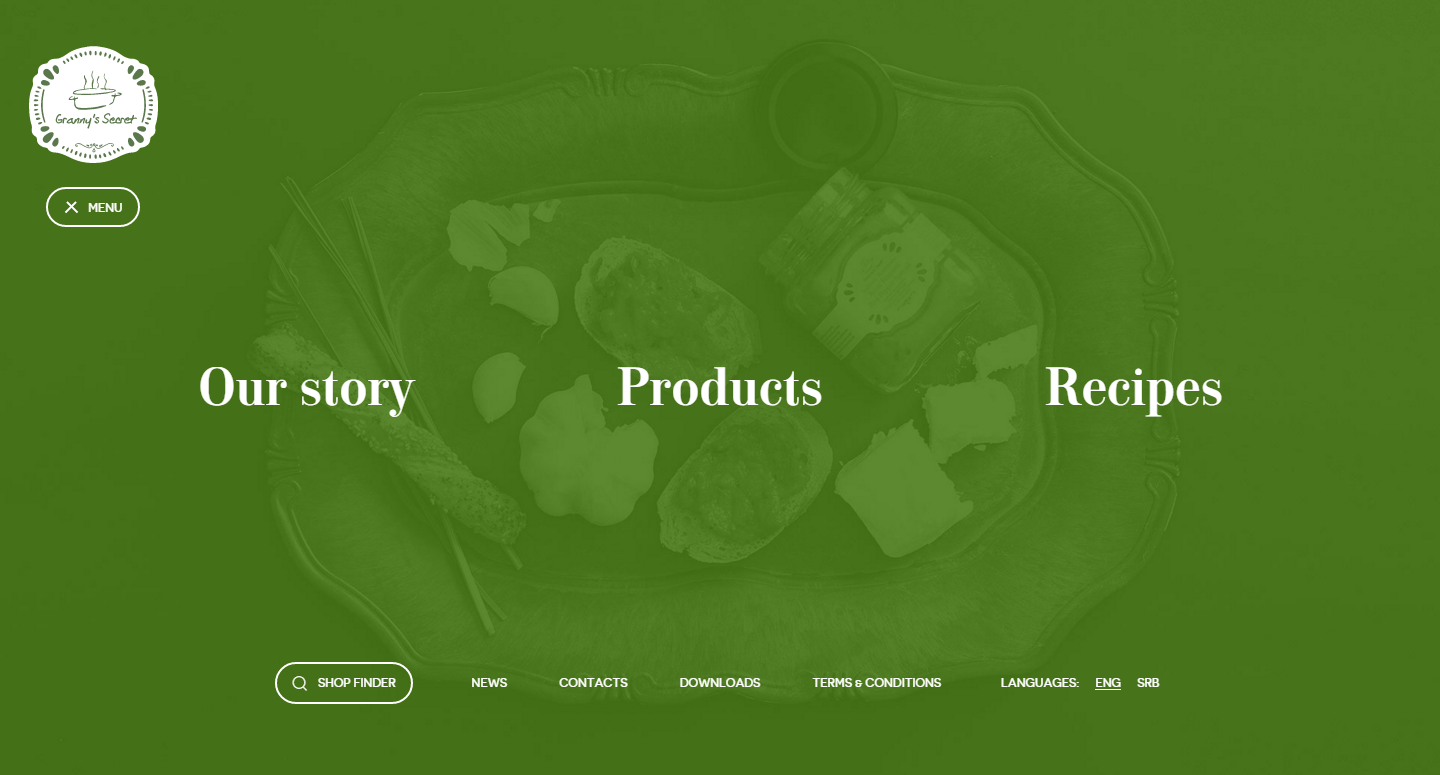 Granny's Secret
MENU
Our story
Products
Recipes
SHOP FINDER
NEWS
CONTACTS
DOWNLOADS
TERMS & CONDITIONS
LANGUAGES: ENG SRB